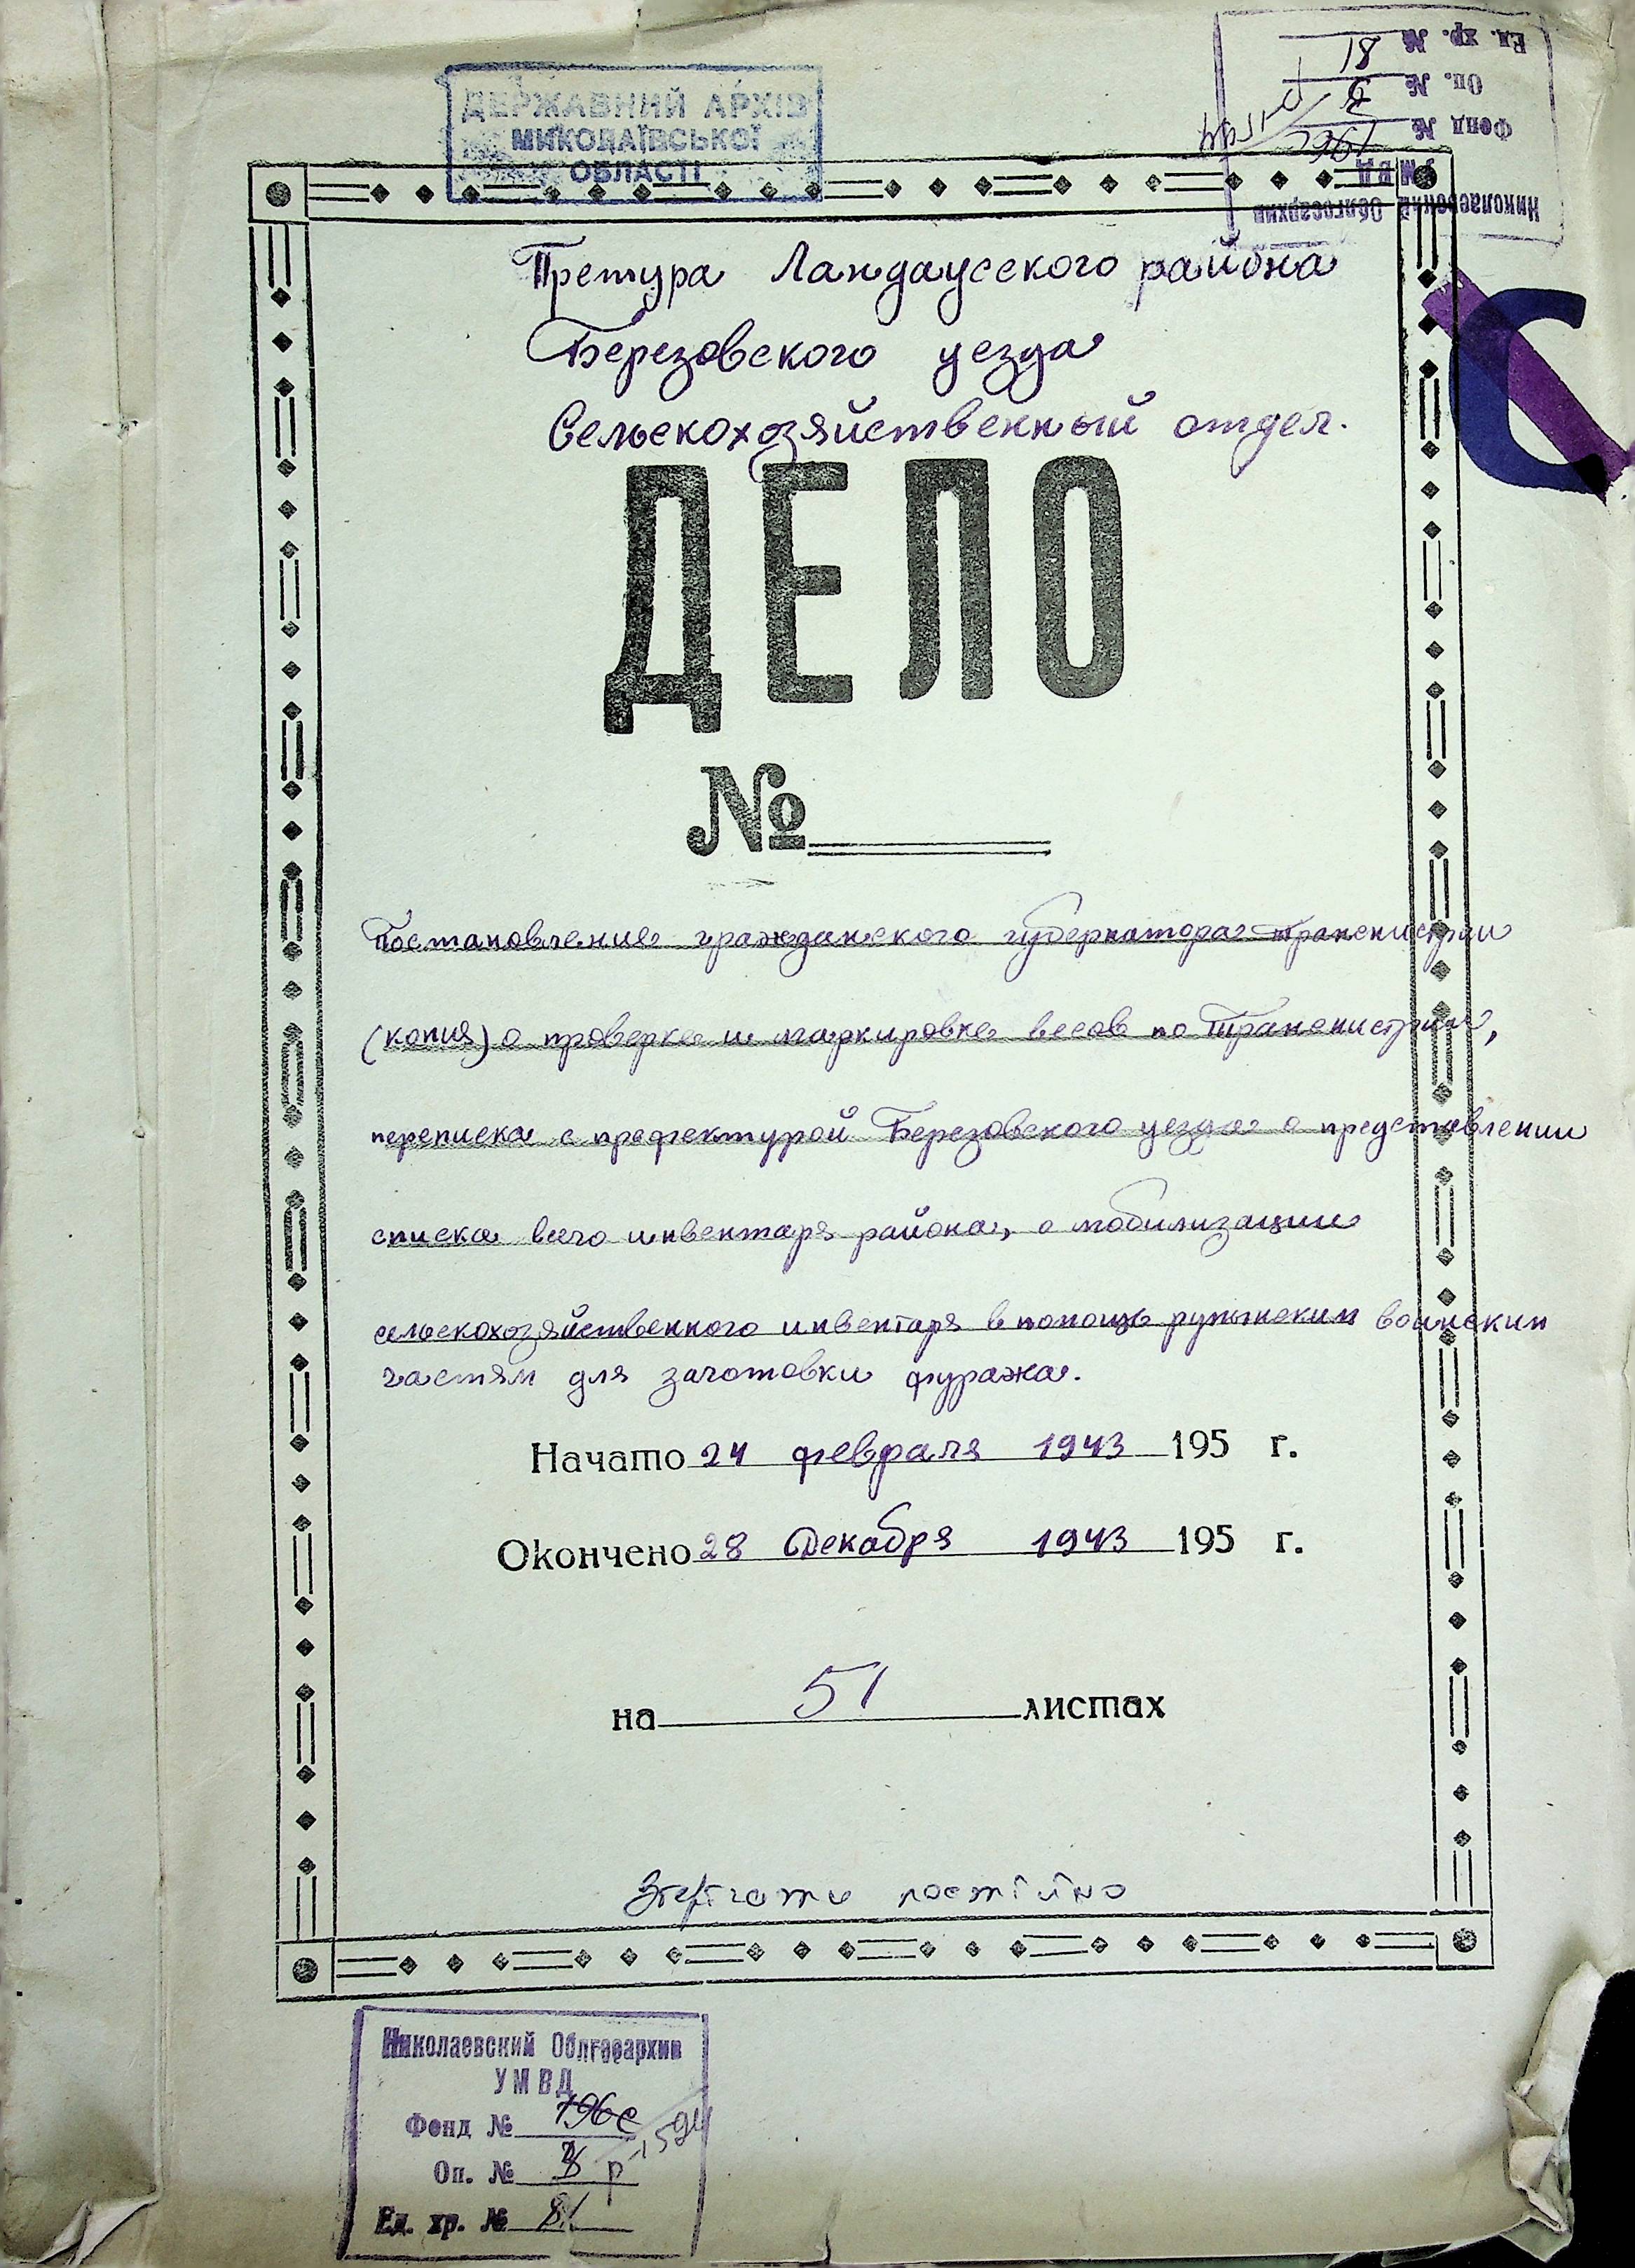 ДЕРЖАВНИЙ АРХІВ
МИКОЛАЇВСЬКОЇ
ОБЛАСТІ
Николаевский Облгосархив
УМВД
Фонд № 196с
Оп. №
Ед. хр. № 81
Претура Ландауского района
Березовского уезда
Сельскохозяйственный отдел.
ДЕЛО
№
Постановление гражданского губернатора Транснистрии
(копия) о проверке и маркировке весов по Транснистрии,
переписка с префектурой Березовского уезда о представлении
списка всего инвентаря района, о мобилизации
сельскохозяйственного инвентаря в помощь румынским воинским
частям для заготовки фуража.
Начато 24 февраля 1943 195 г.
Окончено 28 Декабря 1943 195 г.
на 51 листах
Зберігати постійно
Николаевский Облгосархив
УМВД
Фонд № 196с
Оп. №
Ед. хр. № 81